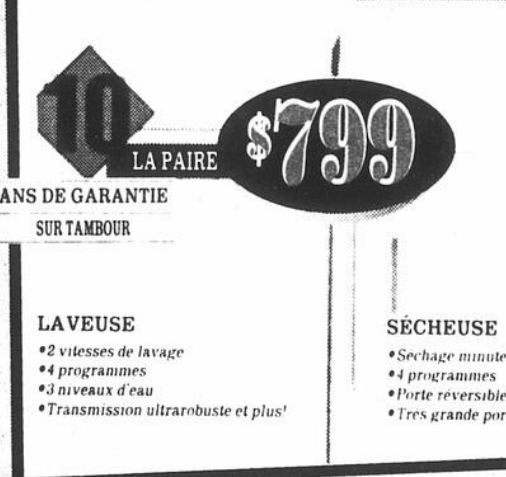 10
LA PAIRE
$799
ANS DE GARANTIE
SUR TAMBOUR
LAVEUSE
•2 vitesses de lavage
•4 programmes
•3 niveaux d'eau
•Transmission ultrarobuste et plus!
SÉCHEUSE
•Séchage minute
•4 programmes
•Porte réversible
•Très grande por